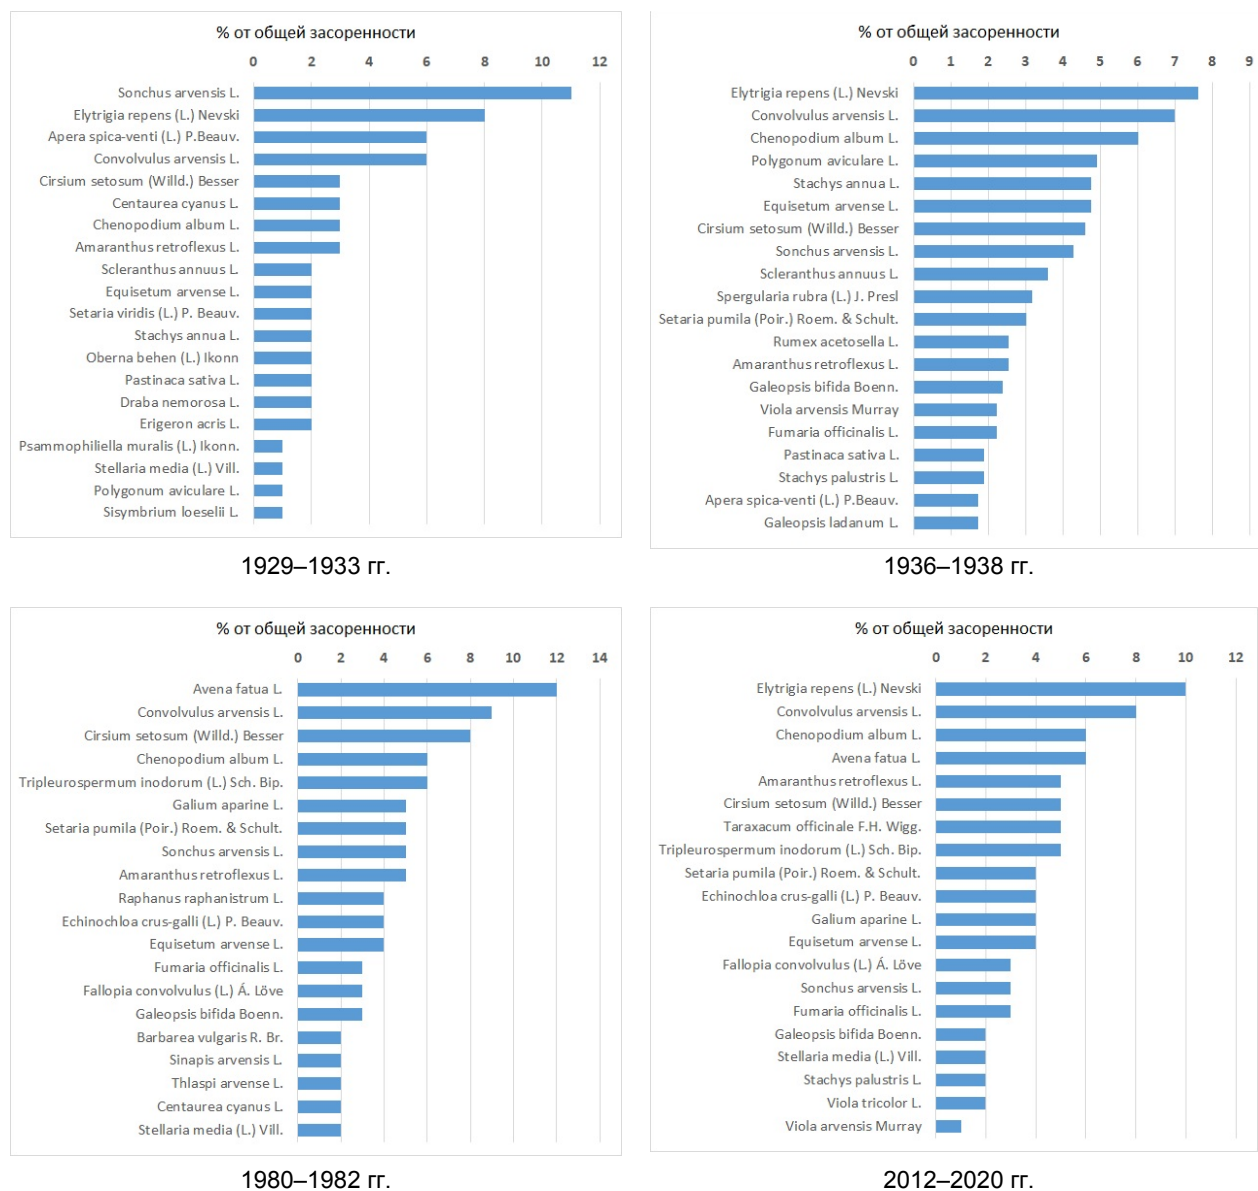 % от общей засоренности
0 2 4 6 8 10 12
Sonchus arvensis L.
Elytrigia repens (L.) Nevski
Apera spica-venti (L.) P.Beauv.
Convolvulus arvensis L.
Cirsium setosum (Willd.) Besser
Centaurea cyanus L.
Chenopodium album L.
Amaranthus retroflexus L.
Scleranthus annuus L.
Equisetum arvense L.
Setaria viridis (L.) P. Beauv.
Stachys annua L.
Oberna behen (L.) Ikonn
Pastinaca sativa L.
Draba nemorosa L.
Erigeron acris L.
Psammophiliella muralis (L.) Ikonn.
Stellaria media (L.) Vill.
Polygonum aviculare L.
Sisymbrium loeselii L.
1929–1933 гг.
% от общей засоренности
0 1 2 3 4 5 6 7 8 9
Elytrigia repens (L.) Nevski
Convolvulus arvensis L.
Chenopodium album L.
Polygonum aviculare L.
Stachys annua L.
Equisetum arvense L.
Cirsium setosum (Willd.) Besser
Sonchus arvensis L.
Scleranthus annuus L.
Spergularia rubra (L.) J. Presl
Setaria pumila (Poir.) Roem. & Schult.
Rumex acetosella L.
Amaranthus retroflexus L.
Galeopsis bifida Boenn.
Viola arvensis Murray
Fumaria officinalis L.
Pastinaca sativa L.
Stachys palustris L.
Apera spica-venti (L.) P.Beauv.
Galeopsis ladanum L.
1936–1938 гг.
% от общей засоренности
0 2 4 6 8 10 12 14
Avena fatua L.
Convolvulus arvensis L.
Cirsium setosum (Willd.) Besser
Chenopodium album L.
Tripleurospermum inodorum (L.) Sch. Bip.
Galium aparine L.
Setaria pumila (Poir.) Roem. & Schult.
Sonchus arvensis L.
Amaranthus retroflexus L.
Raphanus raphanistrum L.
Echinochloa crus-galli (L.) P. Beauv.
Equisetum arvense L.
Fumaria officinalis L.
Fallopia convolvulus (L.) Á. Löve
Galeopsis bifida Boenn.
Barbarea vulgaris R. Br.
Sinapis arvensis L.
Thlaspi arvense L.
Centaurea cyanus L.
Stellaria media (L.) Vill.
1980–1982 гг.
% от общей засоренности
0 2 4 6 8 10 12
Elytrigia repens (L.) Nevski
Convolvulus arvensis L.
Chenopodium album L.
Avena fatua L.
Amaranthus retroflexus L.
Cirsium setosum (Willd.) Besser
Taraxacum officinale F.H. Wigg.
Tripleurospermum inodorum (L.) Sch. Bip.
Setaria pumila (Poir.) Roem. & Schult.
Echinochloa crus-galli (L.) P. Beauv.
Galium aparine L.
Equisetum arvense L.
Fallopia convolvulus (L.) Á. Löve
Sonchus arvensis L.
Fumaria officinalis L.
Galeopsis bifida Boenn.
Stellaria media (L.) Vill.
Stachys palustris L.
Viola tricolor L.
Viola arvensis Murray
2012–2020 гг.